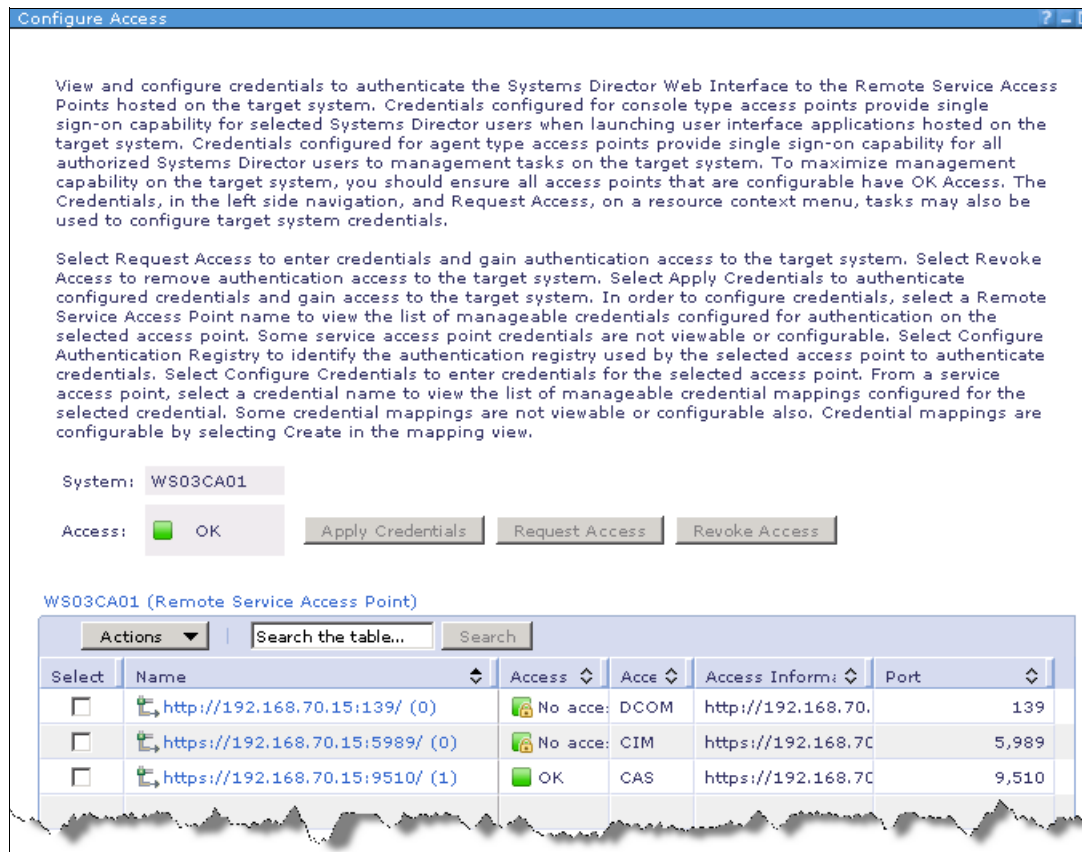 Configure Access
? –
View and configure credentials to authenticate the Systems Director Web Interface to the Remote Service Access
Points hosted on the target system. Credentials configured for console type access points provide single
sign-on capability for selected Systems Director users when launching user interface applications hosted on the
target system. Credentials configured for agent type access points provide single sign-on capability for all
authorized Systems Director users to management tasks on the target system. To maximize management
capability on the target system, you should ensure all access points that are configurable have OK Access. The
Credentials, in the left side navigation, and Request Access, on a resource context menu, tasks may also be
used to configure target system credentials.
Select Request Access to enter credentials and gain authentication access to the target system. Select Revoke
Access to remove authentication access to the target system. Select Apply Credentials to authenticate
configured credentials and gain access to the target system. In order to configure credentials, select a Remote
Service Access Point name to view the list of manageable credentials configured for authentication on the
selected access point. Some service access point credentials are not viewable or configurable. Select Configure
Authentication Registry to identify the authentication registry used by the selected access point to authenticate
credentials. Select Configure Credentials to enter credentials for the selected access point. From a service
access point, select a credential name to view the list of manageable credential mappings configured for the
selected credential. Some credential mappings are not viewable or configurable also. Credential mappings are
configurable by selecting Create in the mapping view.
System: WS03CA01
Access: OK Apply Credentials Request Access Revoke Access
WS03CA01 (Remote Service Access Point)
Actions Search the table... Search
Select Name Access Acce Access Informa Port
http://192.168.70.15:139/ (0) No acce: DCOM http://192.168.70. 139
https://192.168.70.15:5989/ (0) No acce: CIM https://192.168.70 5,989
https://192.168.70.15:9510/ (1) OK CAS https://192.168.70 9,510